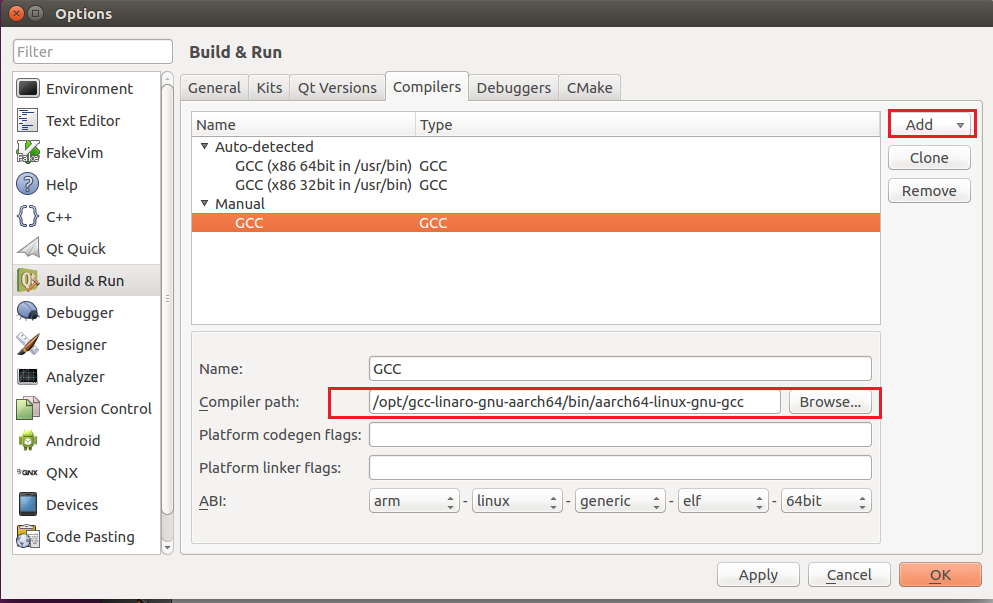 Options
Filter
Environment
Text Editor
FakeVim
Help
C++
Qt Quick
Build & Run
Debugger
Designer
Analyzer
Version Control
Android
QNX
Devices
Code Pasting
Build & Run
General Kits Qt Versions Compilers Debuggers CMake
Name Type
Auto-detected
GCC (x86 64bit in /usr/bin) GCC
GCC (x86 32bit in /usr/bin) GCC
Manual
GCC GCC
Add
Clone
Remove
Name: GCC
Compiler path: /opt/gcc-linaro-gnu-aarch64/bin/aarch64-linux-gnu-gcc Browse...
Platform codegen flags:
Platform linker flags:
ABI: arm - linux - generic - elf - 64bit
Apply Cancel OK